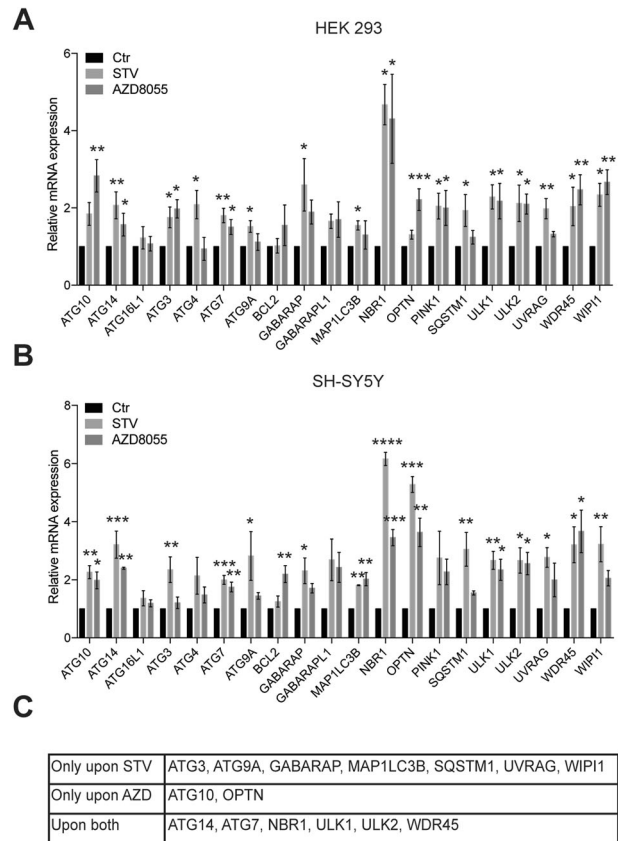 A
HEK 293
Relative mRNA expression
6
4
2
0
Ctr
STV
AZD8055
** ** * * * * ** * * * * * * *** * * * * * * * ** * ** * **
ATG10 ATG14 ATG16L1 ATG3 ATG4 ATG7 ATG9A BCL2 GABARAP GABARAPL1 MAP1LC3B NBR1 OPTN PINK1 SQSTM1 ULK1 ULK2 UVRAG WDR45 WIPI1
B
SH-SY5Y
Relative mRNA expression
8
6
4
2
0
Ctr
STV
AZD8055
ATG10 ATG14 ATG16L1 ATG3 ATG4 ATG7 ATG9A BCL2 GABARAP GABARAPL1 MAP1LC3B NBR1 OPTN PINK1 SQSTM1 ULK1 ULK2 UVRAG WDR45 WIPI1
C
Only upon STV ATG3, ATG9A, GABARAP, MAP1LC3B, SQSTM1, UVRAG, WIPI1
Only upon AZD ATG10, OPTN
Upon both ATG14, ATG7, NBR1, ULK1, ULK2, WDR45